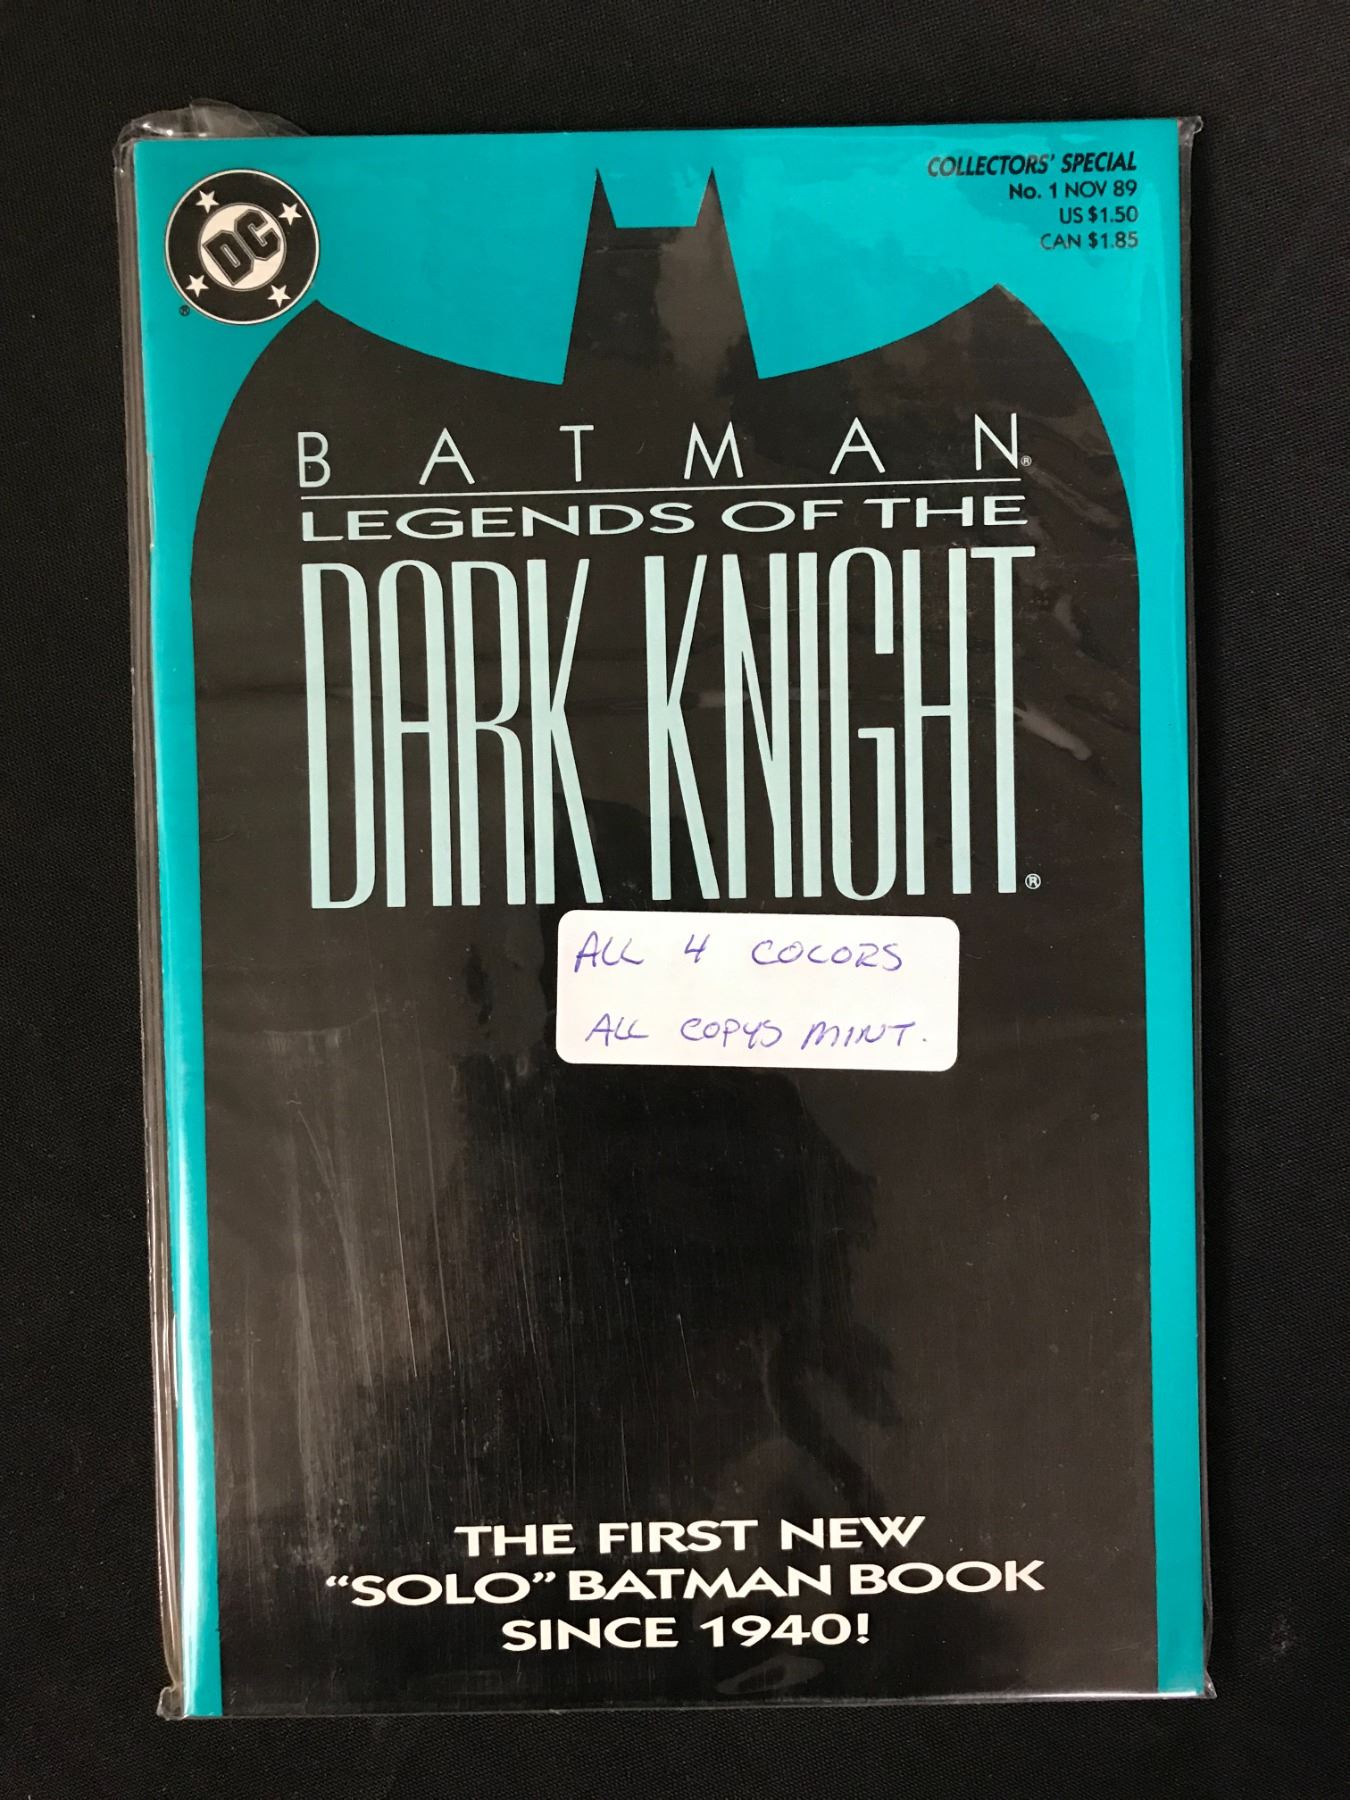 COLLECTORS' SPECIAL
No. 1 NOV 89
US $1.50
CAN $1.85
DC
®
BATMAN®
LEGENDS OF THE
DARK KNIGHT®
ALL 4 COLORS
ALL COPYS MINT.
THE FIRST NEW
“SOLO” BATMAN BOOK
SINCE 1940!